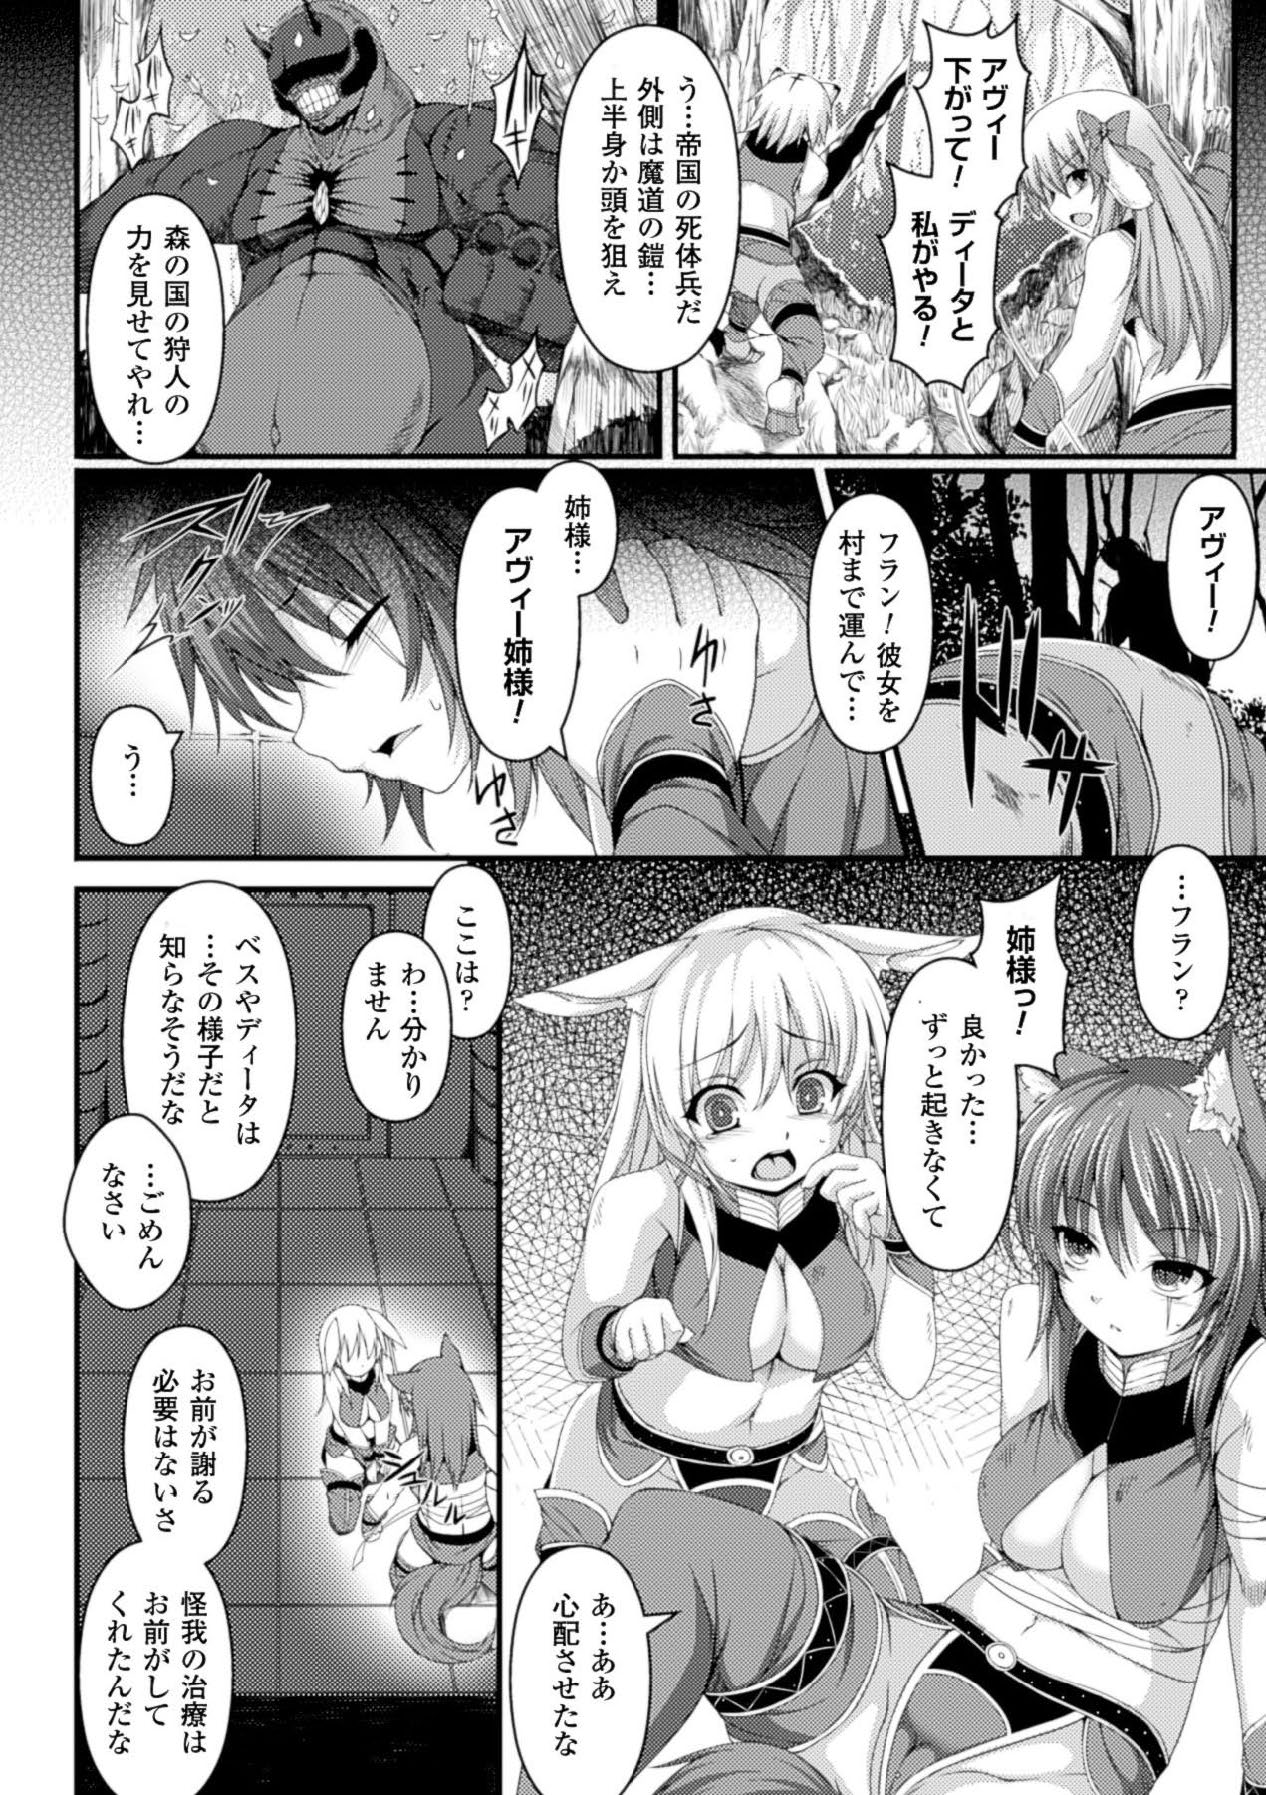 アヴィー
下がって！ディータと
私がやる！
う…帝国の死体兵だ
外側は魔道の鎧…
上半身か頭を狙え
森の国の狩人の
力を見せてやれ…
アヴィー！
フラン！彼女を
村まで運んで…
姉様…
アヴィー姉様！
ゆさ
ゆさ
う…
…フラン？
姉様っ！
良かった…
ずっと起きなくて
あ…ああ
心配させたな
ここは？
わ…分かり
ません
ベスやディータは
…その様子だと
知らなそうだな
…ごめん
なさい
お前が謝る
必要はないさ
怪我の治療は
お前がして
くれたんだな